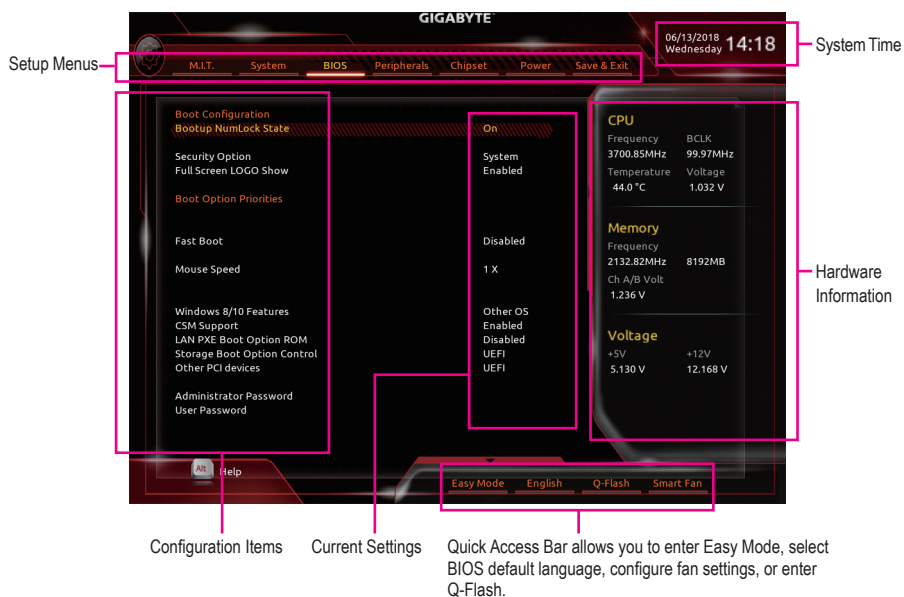 GIGABYTE
06/13/2018
Wednesday 14:18
System Time
Setup Menus
M.I.T. System BIOS Peripherals Chipset Power Save & Exit
Boot Configuration
Bootup NumLock State On
Security Option System
Full Screen LOGO Show Enabled
Boot Option Priorities
Fast Boot Disabled
Mouse Speed 1 X
Windows 8/10 Features Other OS
CSM Support Enabled
LAN PXE Boot Option ROM Disabled
Storage Boot Option Control UEFI
Other PCI devices UEFI
Administrator Password
User Password
CPU
Frequency BCLK
3700.85MHz 99.97MHz
Temperature Voltage
44.0 °C 1.032 V
Memory
Frequency
2132.82MHz 8192MB
Ch A/B Volt
1.236 V
Voltage
+5V +12V
5.130 V 12.168 V
Hardware
Information
Alt Help
Easy Mode English Q-Flash Smart Fan
Configuration Items
Current Settings
Quick Access Bar allows you to enter Easy Mode, select
BIOS default language, configure fan settings, or enter
Q-Flash.